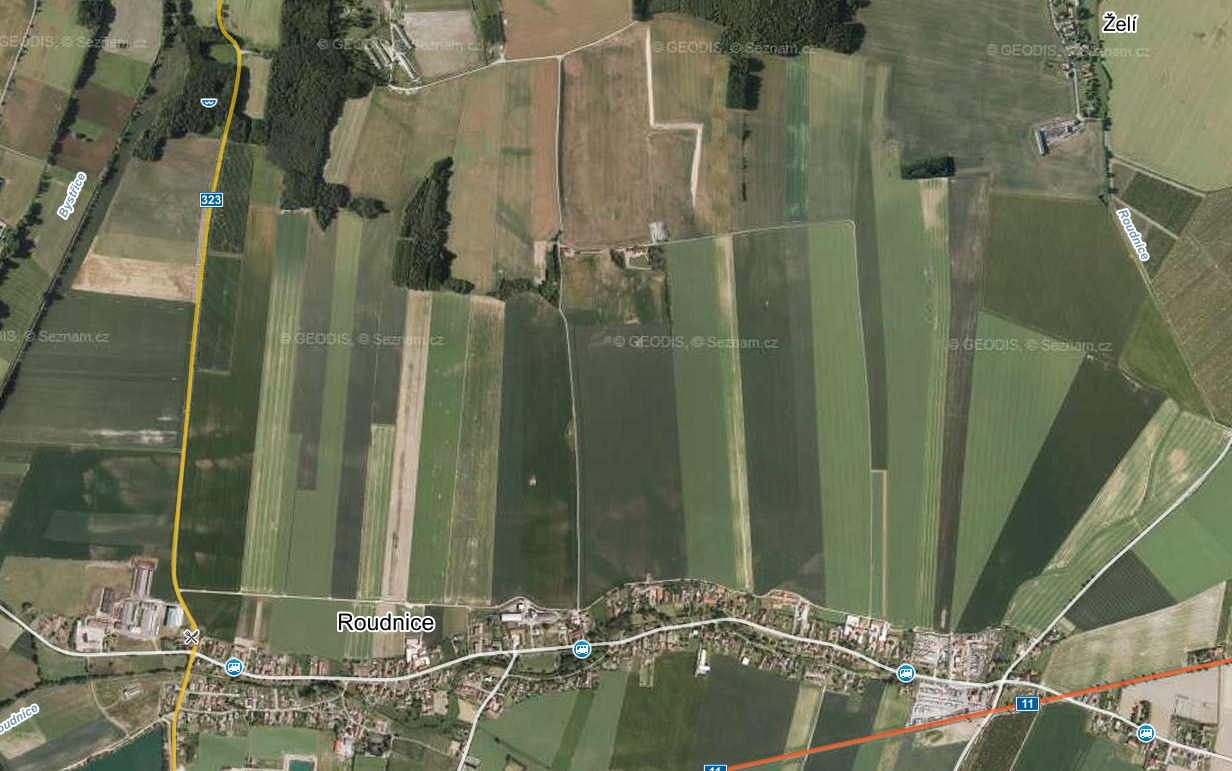 Želí
© GEODIS, © Seznam.cz
© GEODIS, © Seznam.cz
© GEODIS, © Seznam.cz
© GEODIS, © Seznam.cz
323
Bystřice
Roudnice
DIS, © Seznam.cz
© GEODIS, © Seznam.cz
© GEODIS, © Seznam.cz
© GEODIS, © Seznam.cz
Roudnice
11
oudnice
11